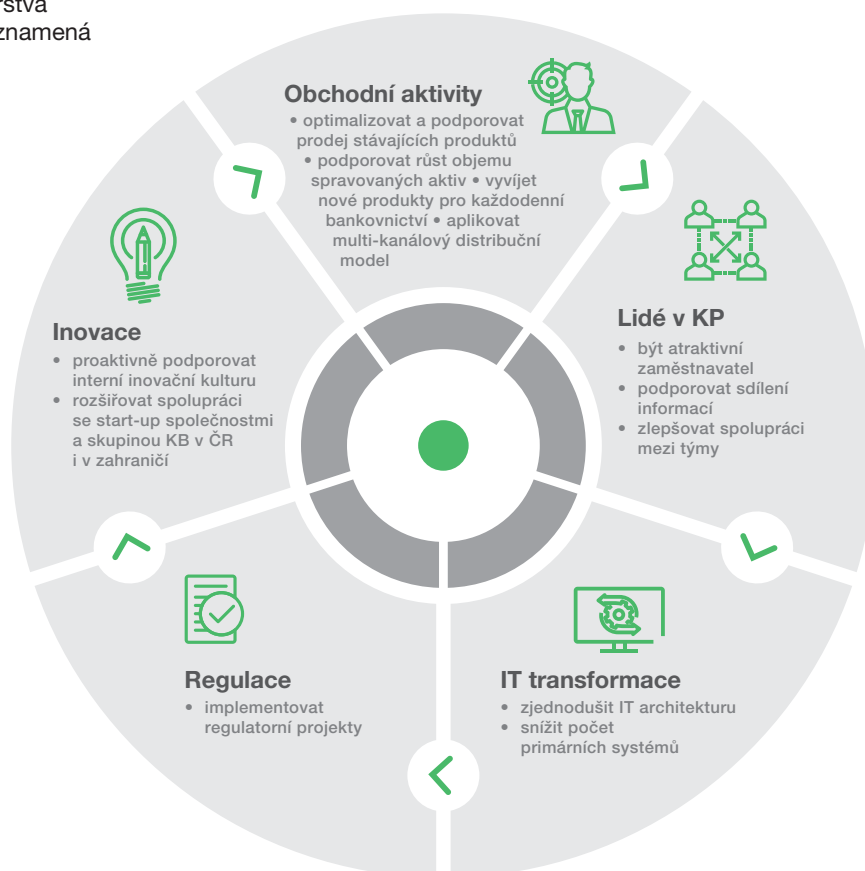 znamená
Obchodní aktivity
• optimalizovat a podporovat
prodej stávajících produktů
• podporovat růst objemu
spravovaných aktiv • vyvíjet
nové produkty pro každodenní
bankovnictví • aplikovat
multi-kanálový distribuční
model
Lidé v KP
• být atraktivní
zaměstnavatel
• podporovat sdílení
informací
• zlepšovat spolupráci
mezi týmy
IT transformace
• zjednodušit IT architekturu
• snížit počet
primárních systémů
Regulace
• implementovat
regulatorní projekty
Inovace
• proaktivně podporovat
interní inovační kulturu
• rozšiřovat spolupráci
se start-up společnostmi
a skupinou KB v ČR
i v zahraničí